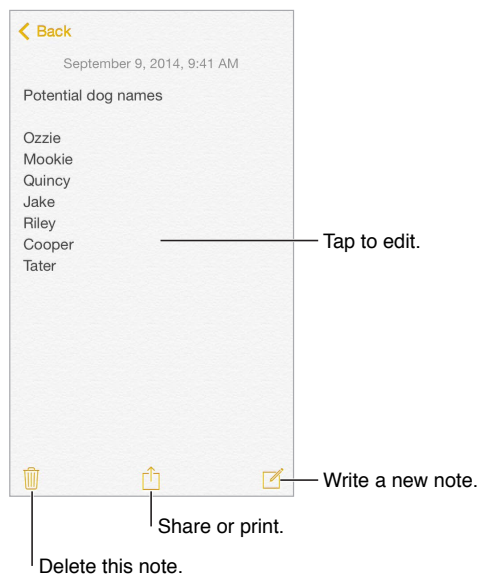 Back
September 9, 2014, 9:41 AM
Potential dog names
Ozzie
Mookie
Quincy
Jake
Riley
Cooper
Tater
Tap to edit.
Write a new note.
Share or print.
Delete this note.